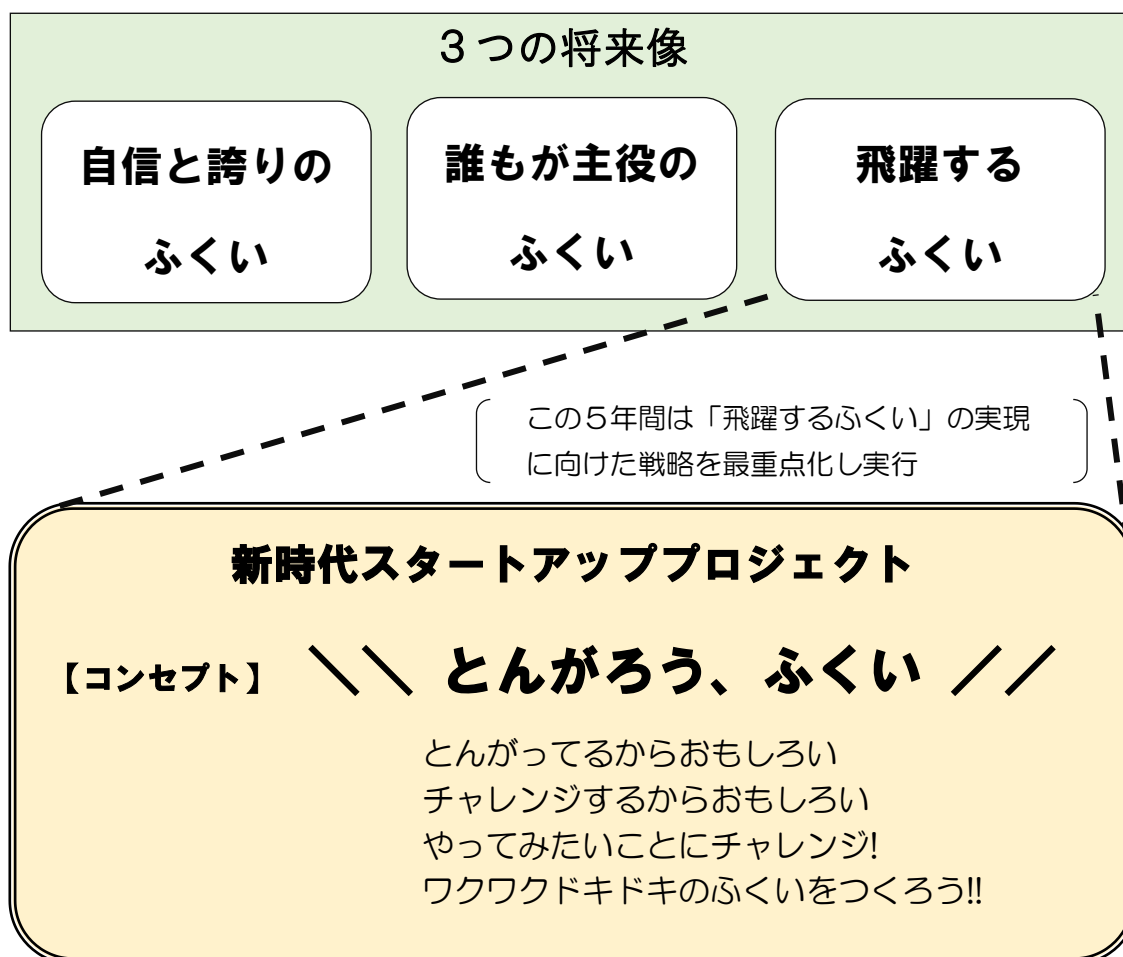 3つの将来像
自信と誇りの
ふくい
誰もが主役の
ふくい
飛躍する
ふくい
この５年間は「飛躍するふくい」の実現
に向けた戦略を最重点化し実行
新時代スタートアッププロジェクト
【コンセプト】 ＼＼ とんがろう、ふくい ／／
とんがってるからおもしろい
チャレンジするからおもしろい
やってみたいことにチャレンジ!
ワクワクドキドキのふくいをつくろう!!